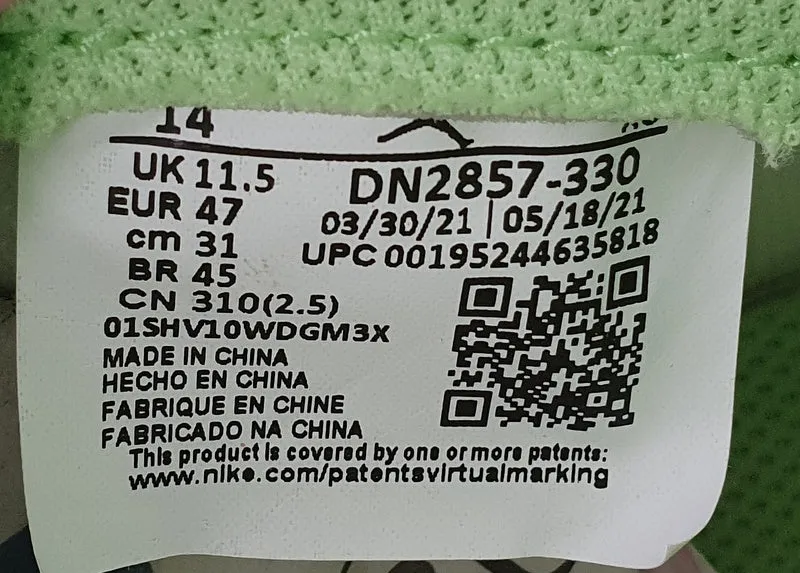 14
UK 11.5
EUR 47
cm 31
BR 45
CN 310(2.5)
01SHV10WDGM3X
DN2857-330
03/30/21 | 05/18/21
UPC 00195244635818
MADE IN CHINA
HECHO EN CHINA
FABRIQUE EN CHINE
FABRICADO NA CHINA
This product is covered by one or more patents:
www.nike.com/patentsvirtualmarking